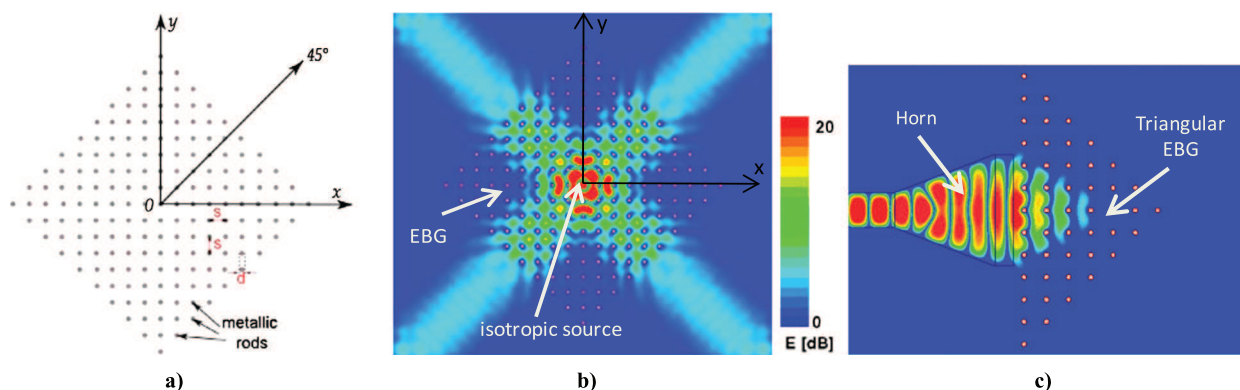 y
45°
0
x
s
s
d
metallic
rods
a)
y
x
EBG
isotropic source
20
0
E [dB]
b)
Horn
Triangular
EBG
c)